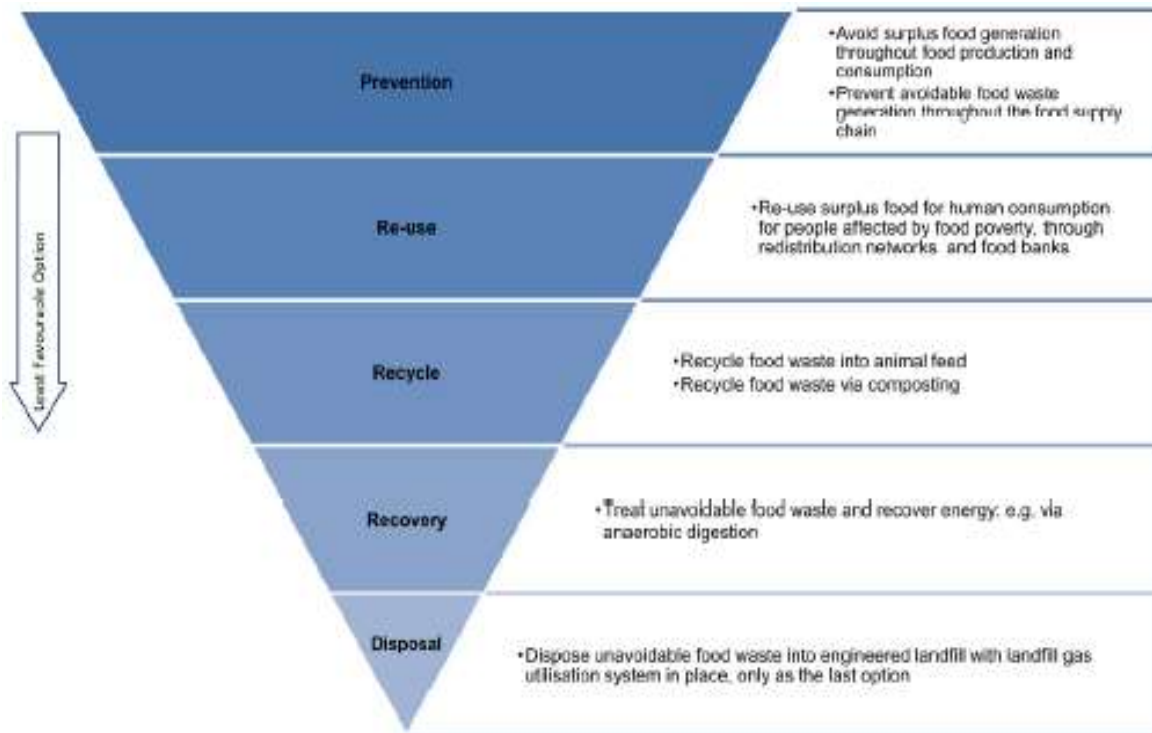 Prevention
•Avoid surplus food generation
throughout food production and
consumption
•Prevent avoidable food waste
generation throughout the food supply
chain
Least Favourable Option
Re-use
•Re-use surplus food for human consumption
for people affected by food poverty, through
redistribution networks and food banks
Recycle
•Recycle food waste into animal feed
•Recycle food waste via composting
Recovery
•Treat unavoidable food waste and recover energy: e.g. via
anaerobic digestion
Disposal
•Dispose unavoidable food waste into engineered landfill with landfill gas
utilisation system in place, only as the last option